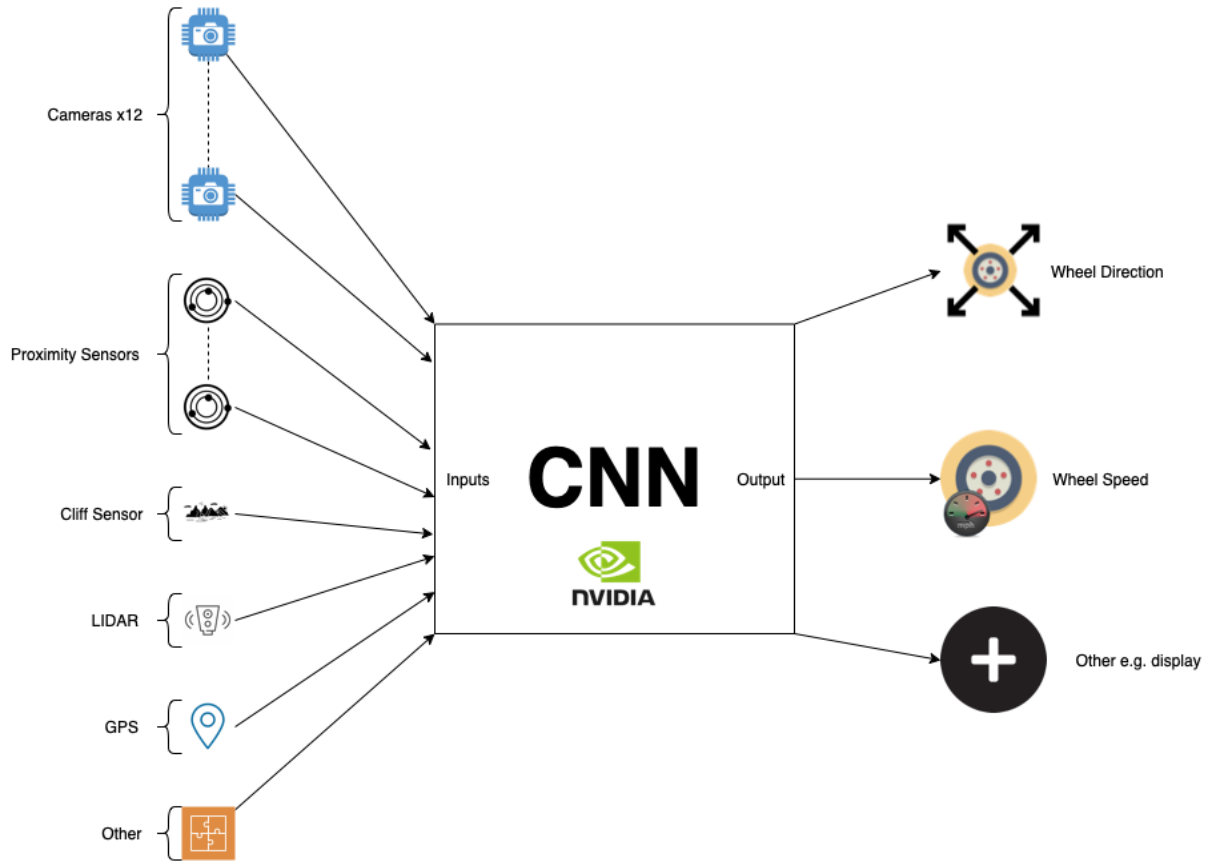 Cameras x12
Proximity Sensors
Cliff Sensor
LIDAR
GPS
Other
Inputs
CNN
Output
NVIDIA
Wheel Direction
Wheel Speed
mph
Other e.g. display